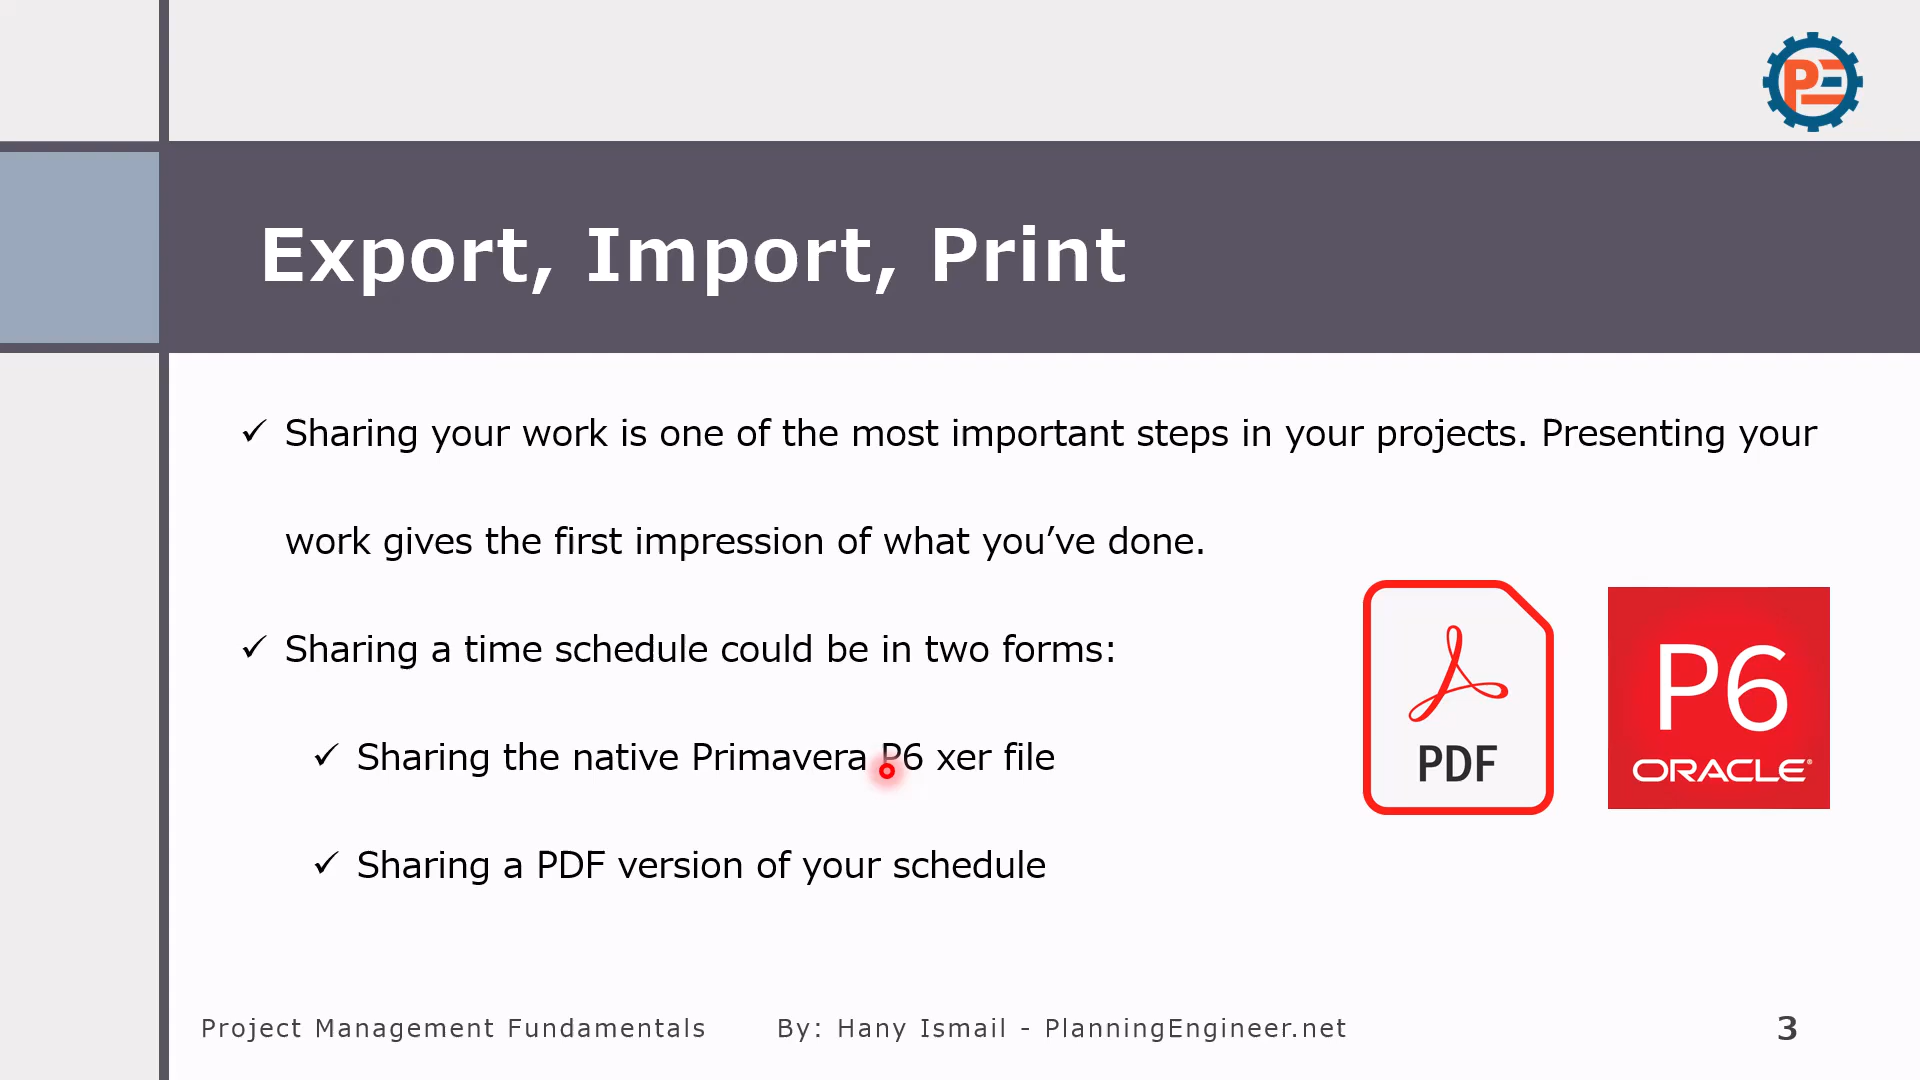 PE
Export, Import, Print
✓ Sharing your work is one of the most important steps in your projects. Presenting your
work gives the first impression of what you’ve done.
✓ Sharing a time schedule could be in two forms:
✓ Sharing the native Primavera P6 xer file
✓ Sharing a PDF version of your schedule
PDF
P6
ORACLE®
Project Management Fundamentals By: Hany Ismail - PlanningEngineer.net 3